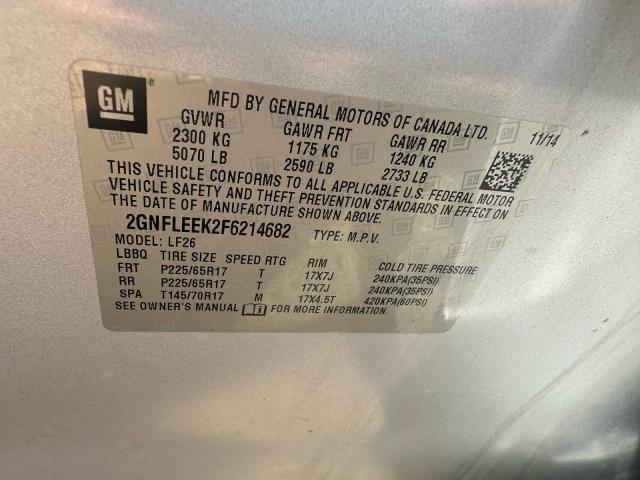 GM
MFD BY GENERAL MOTORS OF CANADA LTD.
GVWR GAWR FRT GAWR RR 11/14
2300 KG 1175 KG 1240 KG
5070 LB 2590 LB 2733 LB
THIS VEHICLE CONFORMS TO ALL APPLICABLE U.S. FEDERAL MOTOR
VEHICLE SAFETY AND THEFT PREVENTION STANDARDS IN EFFECT ON
THE DATE OF MANUFACTURE SHOWN ABOVE.
2GNFLEEK2F6214682 TYPE: M.P.V.
MODEL: LF26
LBBQ TIRE SIZE SPEED RTG RIM COLD TIRE PRESSURE
FRT P225/65R17 T 17X7J 240KPA(35PSI)
RR P225/65R17 T 17X7J 240KPA(35PSI)
SPA T145/70R17 M 17X4.5T 420KPA(60PSI)
SEE OWNER'S MANUAL FOR MORE INFORMATION.